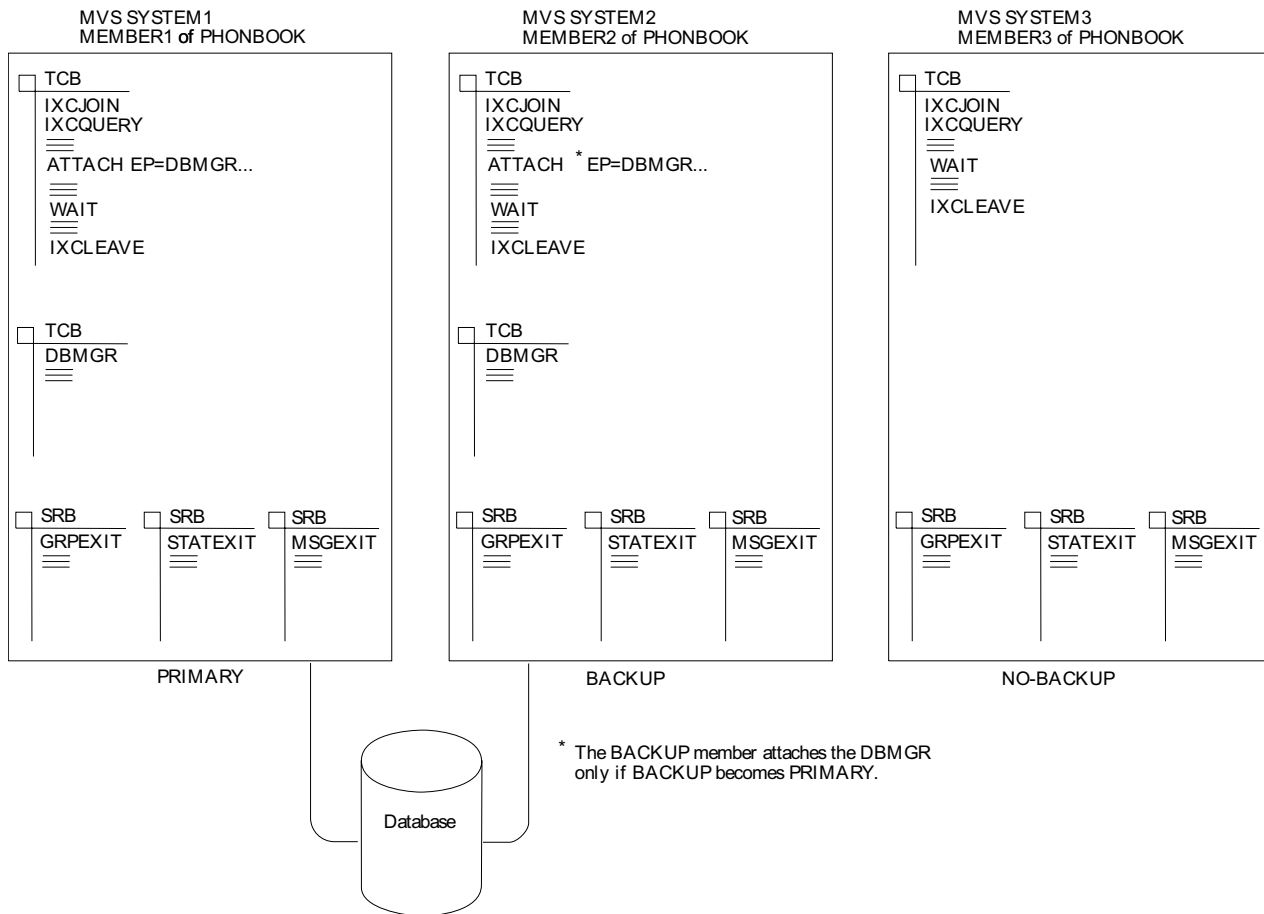 MVS SYSTEM1
MEMBER1 of PHONBOOK
TCB
IXCJOIN
IXCQUERY
ATTACH EP=DBMGR...
WAIT
IXCLEAVE
TCB
DBMGR
SRB
GRPEXIT
SRB
STATEXIT
SRB
MSGEXIT
PRIMARY
MVS SYSTEM2
MEMBER2 of PHONBOOK
TCB
IXCJOIN
IXCQUERY
ATTACH * EP=DBMGR...
WAIT
IXCLEAVE
TCB
DBMGR
SRB
GRPEXIT
SRB
STATEXIT
SRB
MSGEXIT
BACKUP
MVS SYSTEM3
MEMBER3 of PHONBOOK
TCB
IXCJOIN
IXCQUERY
WAIT
IXCLEAVE
SRB
GRPEXIT
SRB
STATEXIT
SRB
MSGEXIT
NO-BACKUP
* The BACKUP member attaches the DBMGR
only if BACKUP becomes PRIMARY.
Database